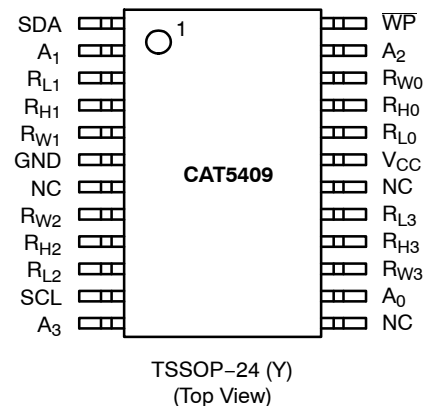 SDA 1 W̅P̅
A1 A2
RL1 RW0
RH1 RH0
RW1 RL0
GND VCC
NC CAT5409 NC
RW2 RL3
RH2 RH3
RL2 RW3
SCL A0
A3 NC
TSSOP−24 (Y)
(Top View)